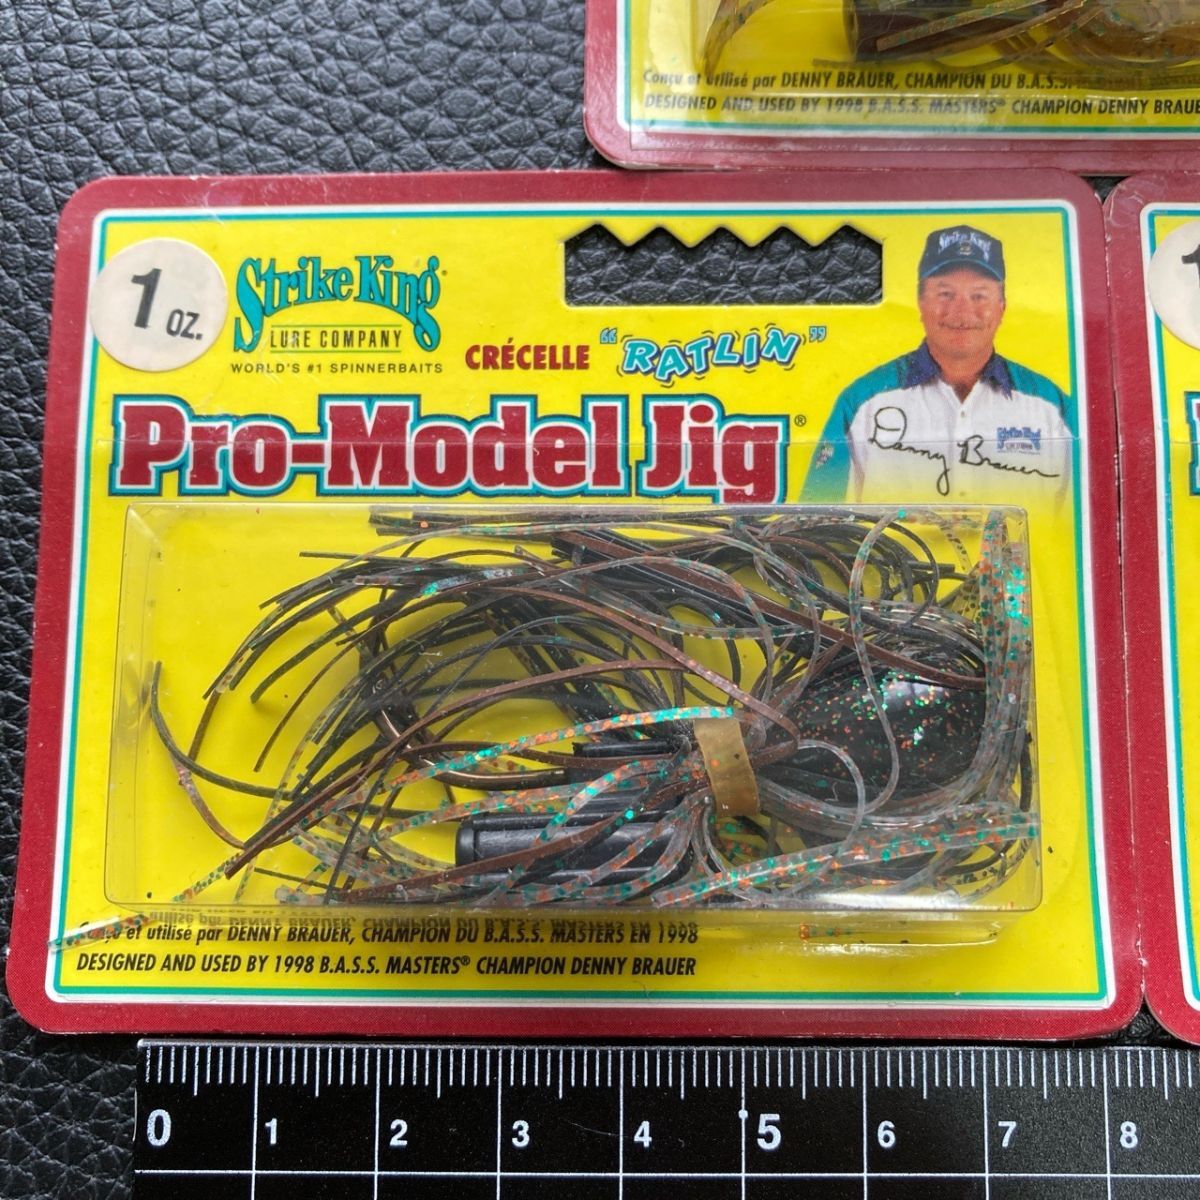 Conçu et utilisé par DENNY BRAUER, CHAMPION DU B.A.S.S.
DESIGNED AND USED BY 1998 B.A.S.S. MASTERS® CHAMPION DENNY BRAUE
1 OZ.
Strike King®
LURE COMPANY
WORLD'S #1 SPINNERBAITS
CRÉCELLE "RATLIN"
Pro-Model Jig®
Strike King
Danny Brauer
Strike King
Conçu et utilisé par DENNY BRAUER, CHAMPION DU B.A.S.S. MASTERS EN 1998
DESIGNED AND USED BY 1998 B.A.S.S. MASTERS® CHAMPION DENNY BRAUER
0 1 2 3 4 5 6 7 8